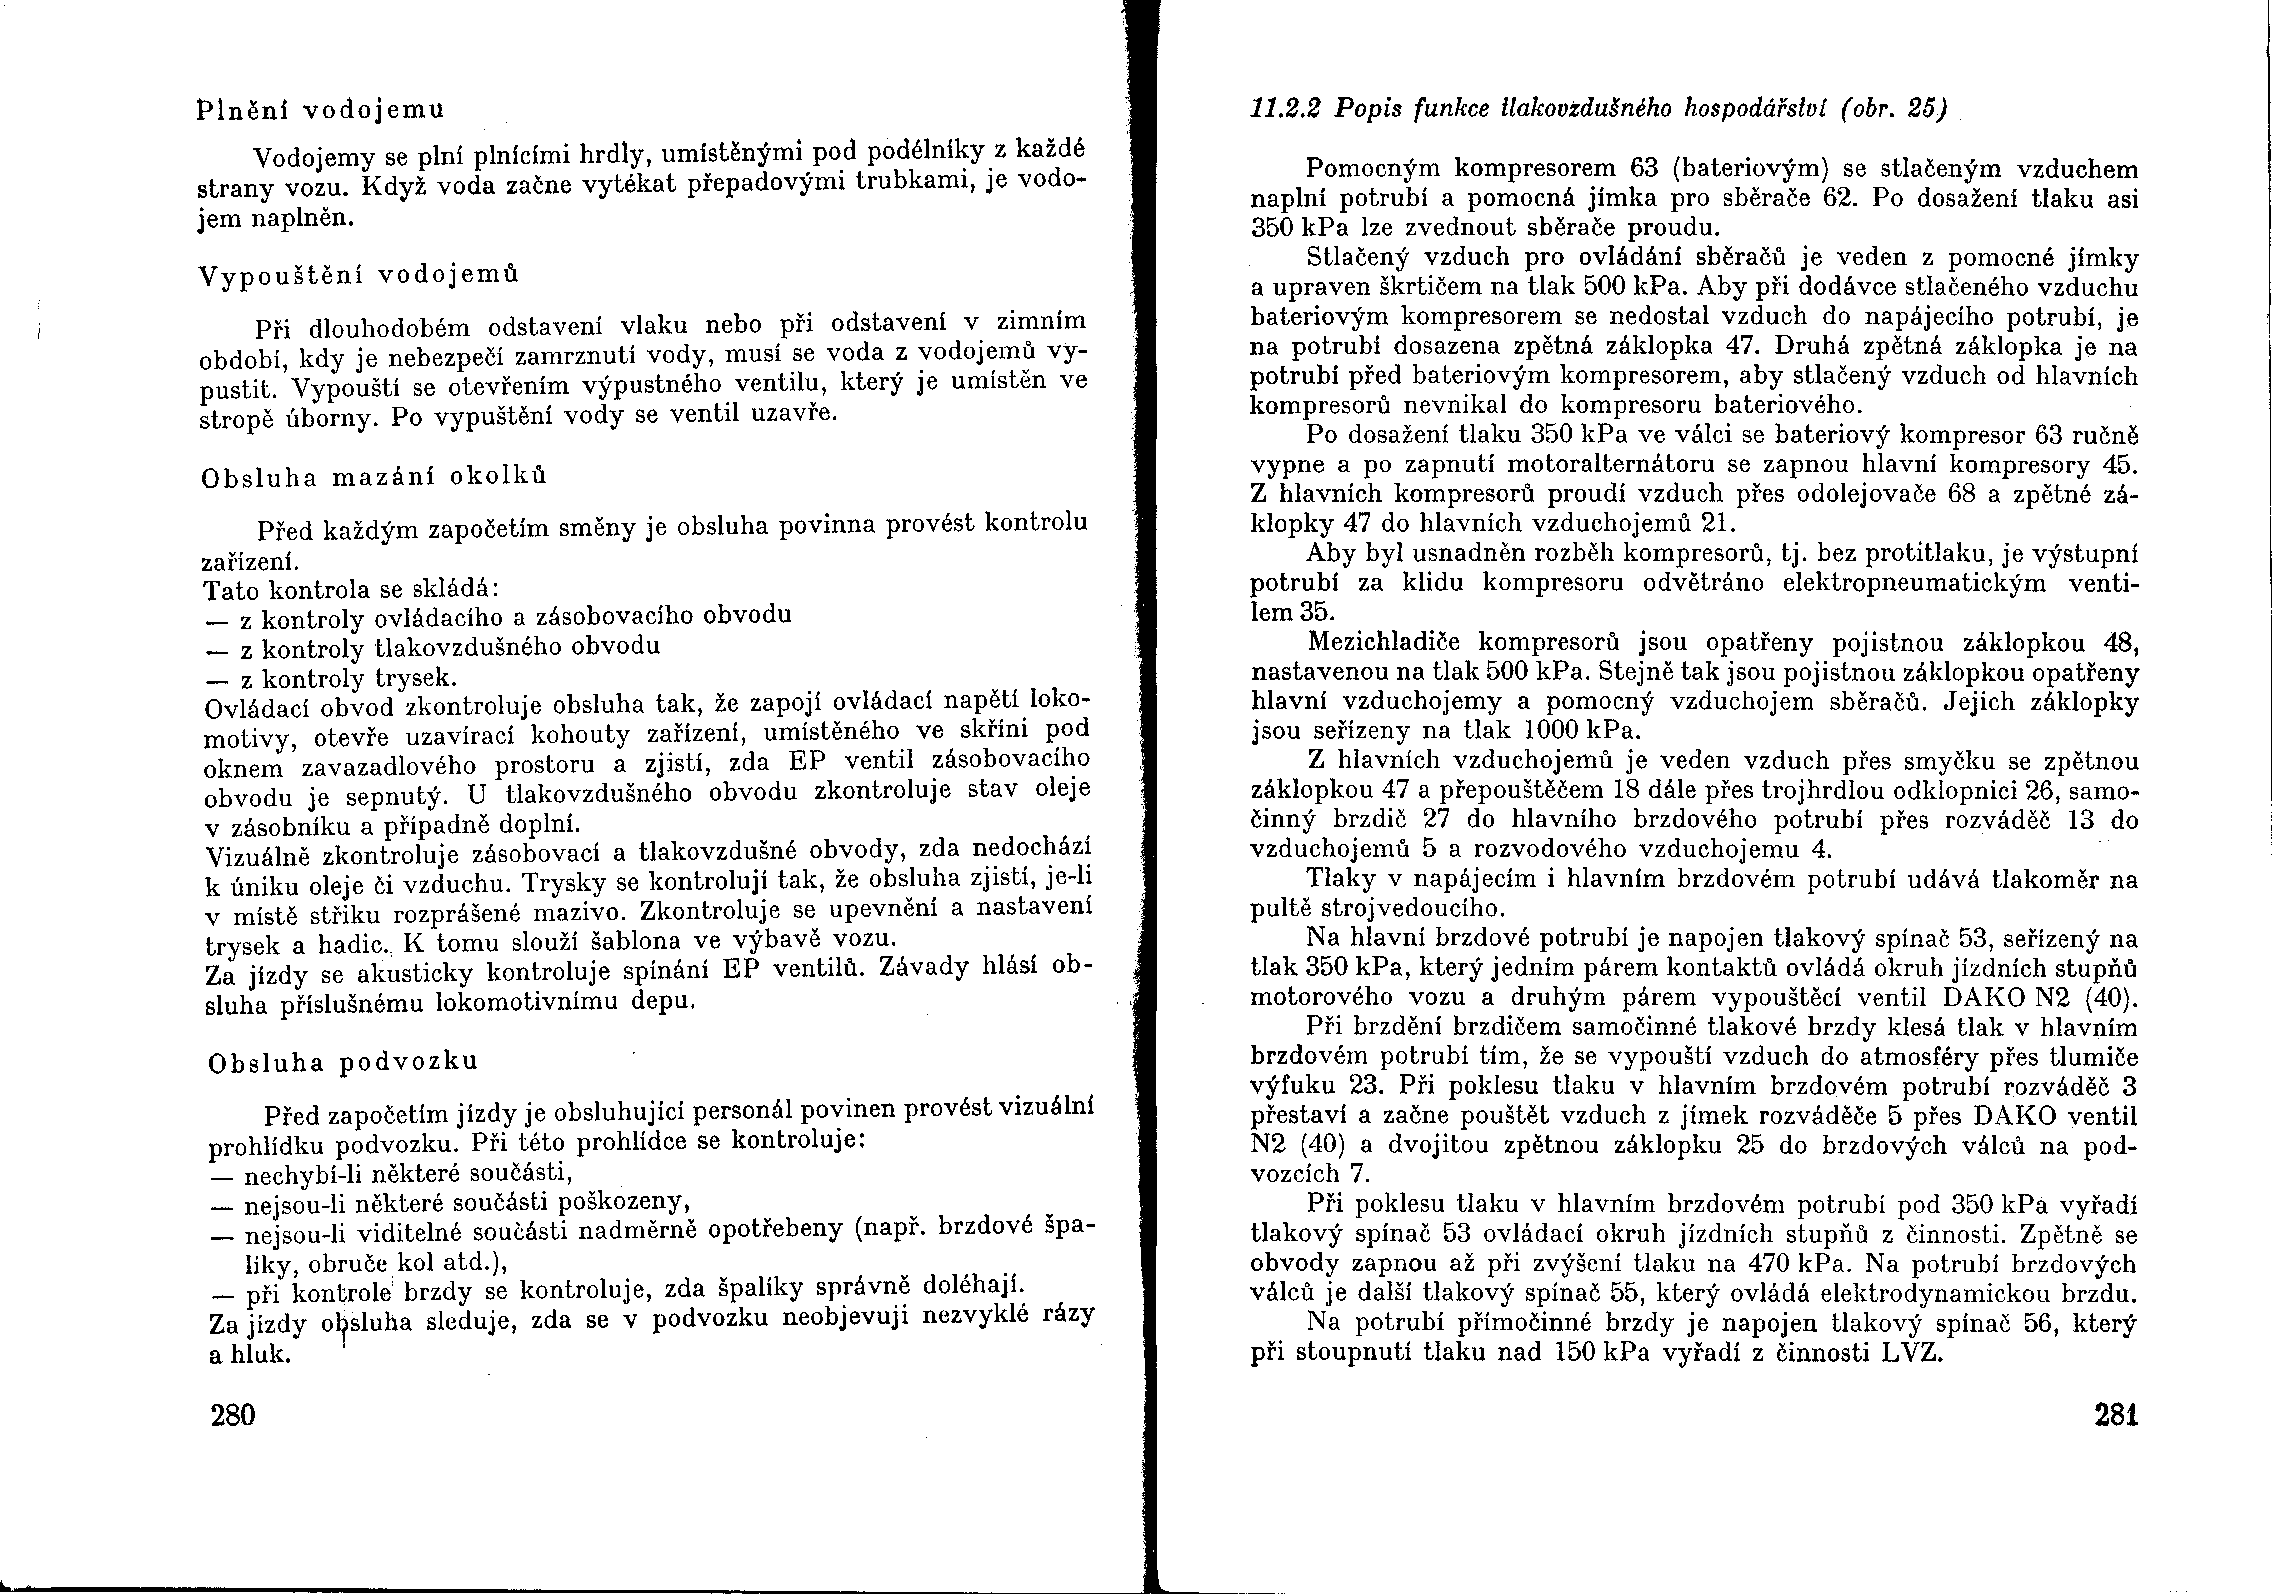 Plnění vodojemu
Vodojemy se plní plnícími hrdly, umístěnými pod podélníky z každé
strany vozu. Když voda začne vytékat přepadovými trubkami, je vodo-
jem naplněn.
Vypouštění vodojemů
Při dlouhodobém odstavení vlaku nebo při odstavení v zimním
období, kdy je nebezpečí zamrznutí vody, musí se voda z vodojemů vy-
pustit. Vypouští se otevřením výpustného ventilu, který je umístěn ve
stropě úborny. Po vypuštění vody se ventil uzavře.
Obsluha mazání okolků
Před každým započetím směny je obsluha povinna provést kontrolu
zařízení.
Tato kontrola se skládá:
— z kontroly ovládacího a zásobovacího obvodu
— z kontroly tlakovzdušného obvodu
— z kontroly trysek.
Ovládací obvod zkontroluje obsluha tak, že zapojí ovládací napětí loko-
motivy, otevře uzavírací kohouty zařízení, umístěného ve skříni pod
oknem zavazadlového prostoru a zjistí, zda EP ventil zásobovacího
obvodu je sepnutý. U tlakovzdušného obvodu zkontroluje stav oleje
v zásobníku a případně doplní.
Vizuálně zkontroluje zásobovací a tlakovzdušné obvody, zda nedochází
k úniku oleje či vzduchu. Trysky se kontrolují tak, že obsluha zjistí, je-li
v místě střiku rozprášené mazivo. Zkontroluje se upevnění a nastavení
trysek a hadic. K tomu slouží šablona ve výbavě vozu.
Za jízdy se akusticky kontroluje spínání EP ventilů. Závady hlásí ob-
sluha příslušnému lokomotivnímu depu.
Obsluha podvozku
Před započetím jízdy je obsluhující personál povinen provést vizuální
prohlídku podvozku. Při této prohlídce se kontroluje:
— nechybí-li některé součásti,
— nejsou-li některé součásti poškozeny,
— nejsou-li viditelné součásti nadměrně opotřebeny (např. brzdové špa-
líky, obruče kol atd.),
— při kontrole brzdy se kontroluje, zda špalíky správně doléhají.
Za jízdy obsluha sleduje, zda se v podvozku neobjevují nezvyklé rázy
a hluk.
280
11.2.2 Popis funkce tlakovzdušného hospodářství (obr. 25)
Pomocným kompresorem 63 (bateriovým) se stlačeným vzduchem
naplní potrubí a pomocná jímka pro sběrače 62. Po dosažení tlaku asi
350 kPa lze zvednout sběrače proudu.
Stlačený vzduch pro ovládání sběračů je veden z pomocné jímky
a upraven škrtičem na tlak 500 kPa. Aby při dodávce stlačeného vzduchu
bateriovým kompresorem se nedostal vzduch do napájecího potrubí, je
na potrubí dosazena zpětná záklopka 47. Druhá zpětná záklopka je na
potrubí před bateriovým kompresorem, aby stlačený vzduch od hlavních
kompresorů nevnikal do kompresoru bateriového.
Po dosažení tlaku 350 kPa ve válci se bateriový kompresor 63 ručně
vypne a po zapnutí motoralternátoru se zapnou hlavní kompresory 45.
Z hlavních kompresorů proudí vzduch přes odolejovače 68 a zpětné zá-
klopky 47 do hlavních vzduchojemů 21.
Aby byl usnadněn rozběh kompresorů, tj. bez protitlaku, je výstupní
potrubí za klidu kompresoru odvětráno elektropneumatickým venti-
lem 35.
Mezichladiče kompresorů jsou opatřeny pojistnou záklopkou 48,
nastavenou na tlak 500 kPa. Stejně tak jsou pojistnou záklopkou opatřeny
hlavní vzduchojemy a pomocný vzduchojem sběračů. Jejich záklopky
jsou seřízeny na tlak 1000 kPa.
Z hlavních vzduchojemů je veden vzduch přes smyčku se zpětnou
záklopkou 47 a přepouštěčem 18 dále přes trojhrdlou odklopnici 26, samo-
činný brzdič 27 do hlavního brzdového potrubí přes rozváděč 13 do
vzduchojemů 5 a rozvodového vzduchojemu 4.
Tlaky v napájecím i hlavním brzdovém potrubí udává tlakoměr na
pultě strojvedoucího.
Na hlavní brzdové potrubí je napojen tlakový spínač 53, seřízený na
tlak 350 kPa, který jedním párem kontaktů ovládá okruh jízdních stupňů
motorového vozu a druhým párem vypouštěcí ventil DAKO N2 (40).
Při brzdění brzdičem samočinné tlakové brzdy klesá tlak v hlavním
brzdovém potrubí tím, že se vypouští vzduch do atmosféry přes tlumiče
výfuku 23. Při poklesu tlaku v hlavním brzdovém potrubí rozváděč 3
přestaví a začne pouštět vzduch z jímek rozváděče 5 přes DAKO ventil
N2 (40) a dvojitou zpětnou záklopku 25 do brzdových válců na pod-
vozcích 7.
Při poklesu tlaku v hlavním brzdovém potrubí pod 350 kPa vyřadí
tlakový spínač 53 ovládací okruh jízdních stupňů z činnosti. Zpětně se
obvody zapnou až při zvýšení tlaku na 470 kPa. Na potrubí brzdových
válců je další tlakový spínač 55, který ovládá elektrodynamickou brzdu.
Na potrubí přímočinné brzdy je napojen tlakový spínač 56, který
při stoupnutí tlaku nad 150 kPa vyřadí z činnosti LVZ.
281